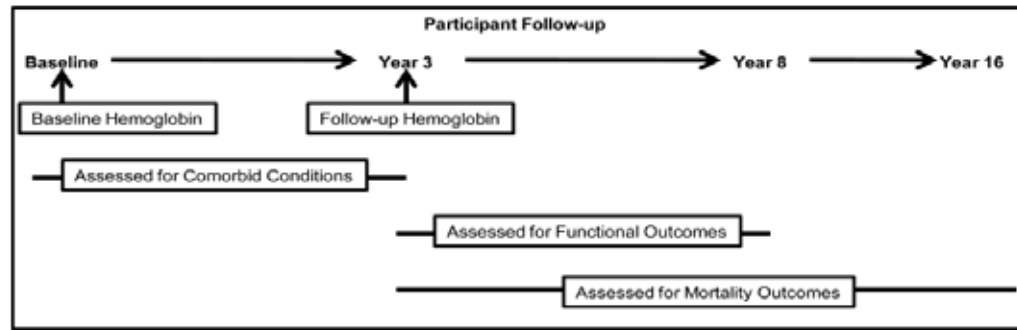 Participant Follow-up
Baseline Year 3 Year 8 Year 16
Baseline Hemoglobin Follow-up Hemoglobin
Assessed for Comorbid Conditions
Assessed for Functional Outcomes
Assessed for Mortality Outcomes